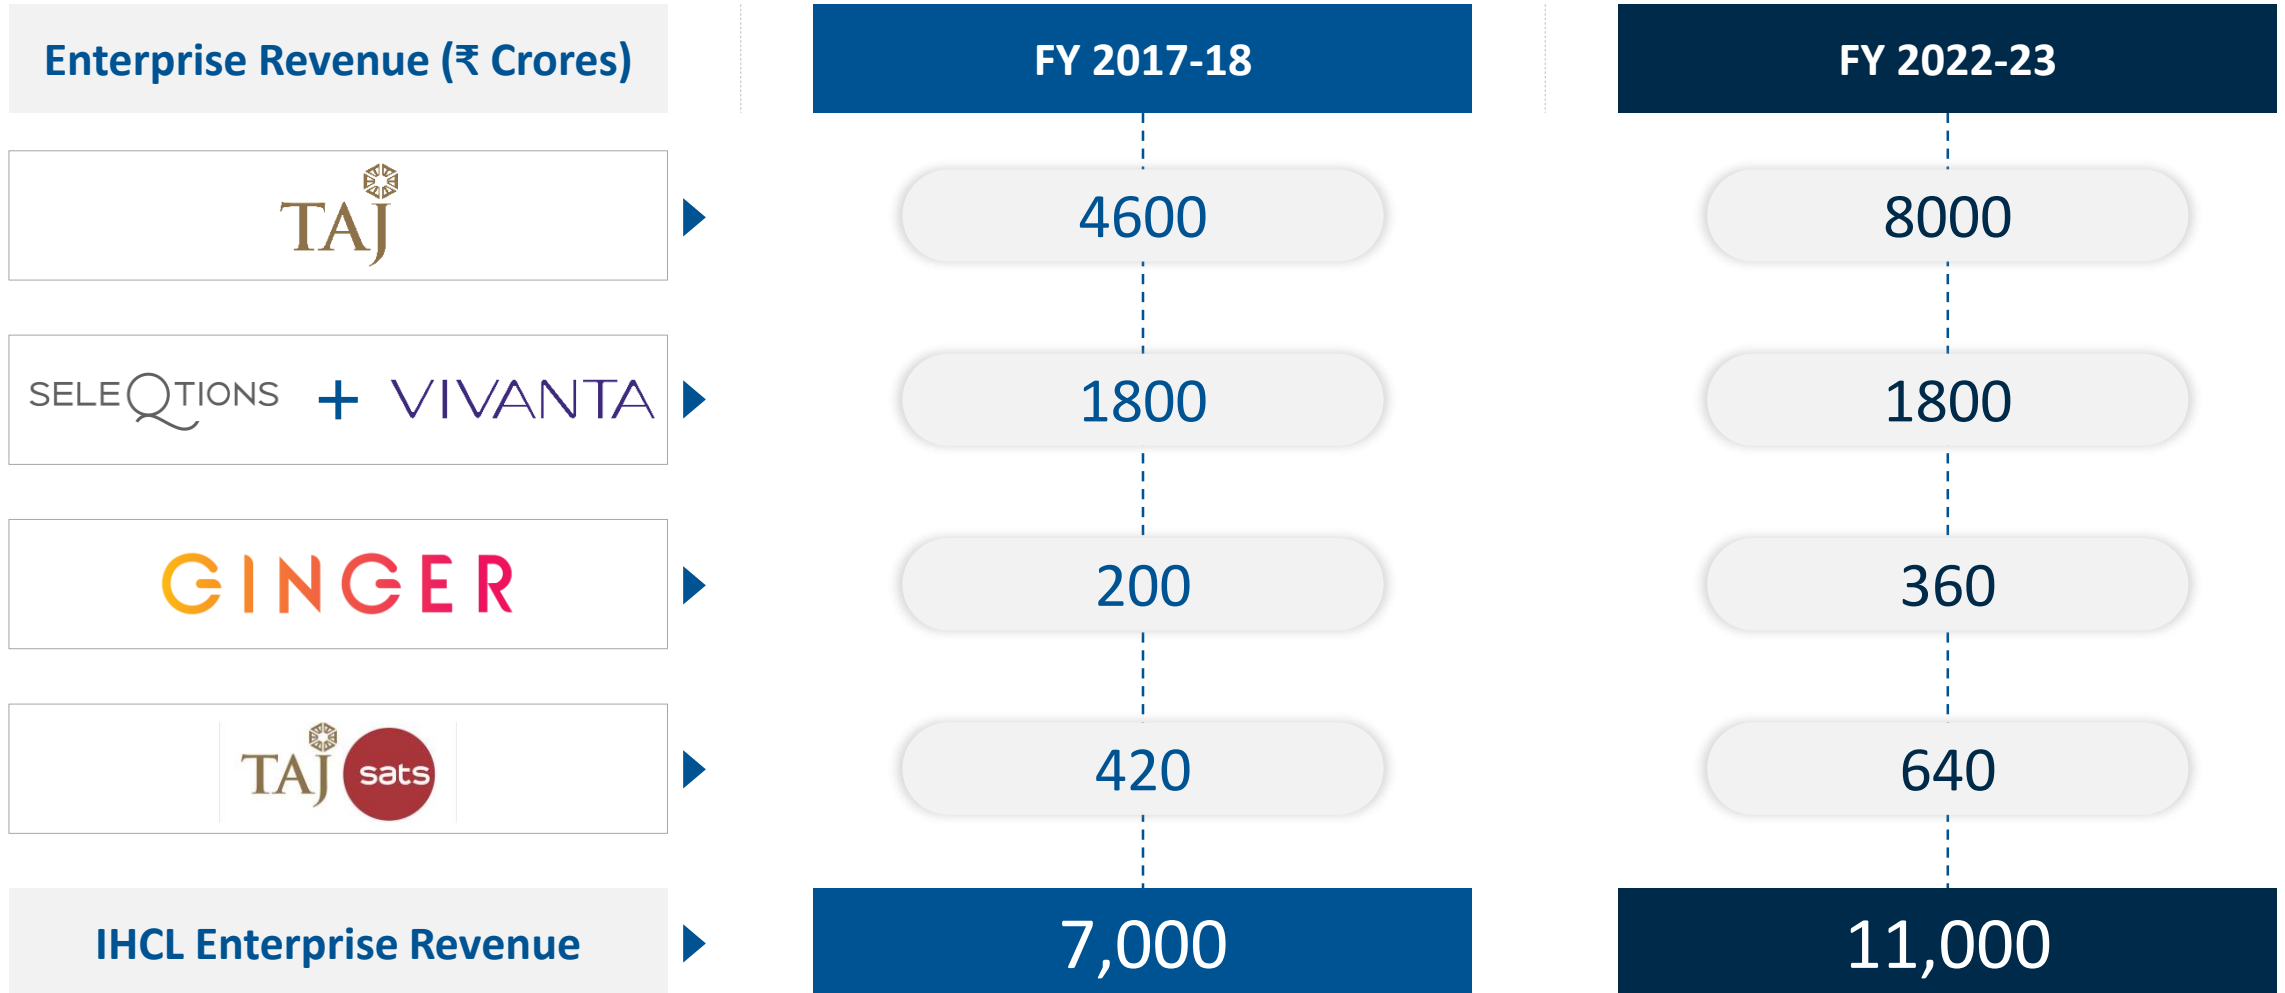 Enterprise Revenue (₹ Crores) FY 2017-18 FY 2022-23
TAJ 4600 8000
SELEQTIONS + VIVANTA 1800 1800
GINGER 200 360
TAJ sats 420 640
IHCL Enterprise Revenue 7,000 11,000